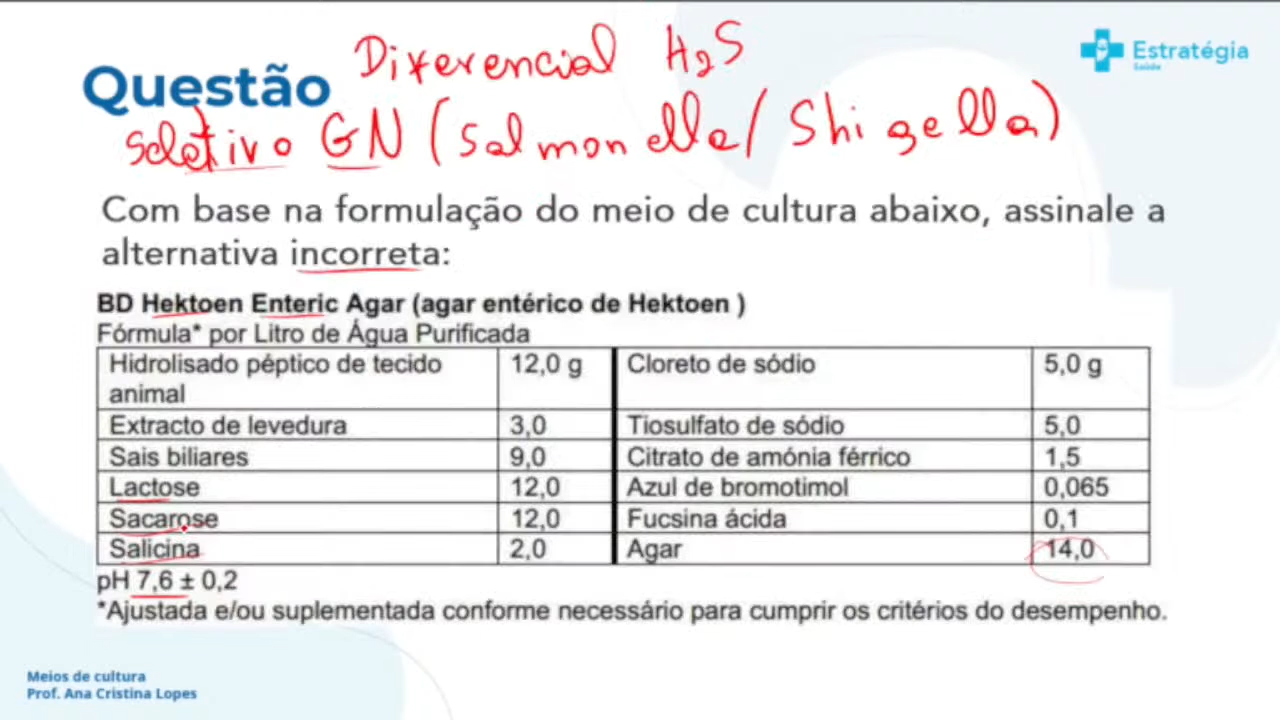 Diferencial H2S
Estratégia
Saúde
Questão
seletivo GN (Salmonella/Shigella)
Com base na formulação do meio de cultura abaixo, assinale a
alternativa incorreta:
BD Hektoen Enteric Agar (agar entérico de Hektoen )
Fórmula* por Litro de Água Purificada
Hidrolisado péptico de tecido animal 12,0 g Cloreto de sódio 5,0 g
Extracto de levedura 3,0 Tiosulfato de sódio 5,0
Sais biliares 9,0 Citrato de amónia férrico 1,5
Lactose 12,0 Azul de bromotimol 0,065
Sacarose 12,0 Fucsina ácida 0,1
Salicina 2,0 Agar 14,0
pH 7,6 ± 0,2
*Ajustada e/ou suplementada conforme necessário para cumprir os critérios do desempenho.
Meios de cultura
Prof. Ana Cristina Lopes